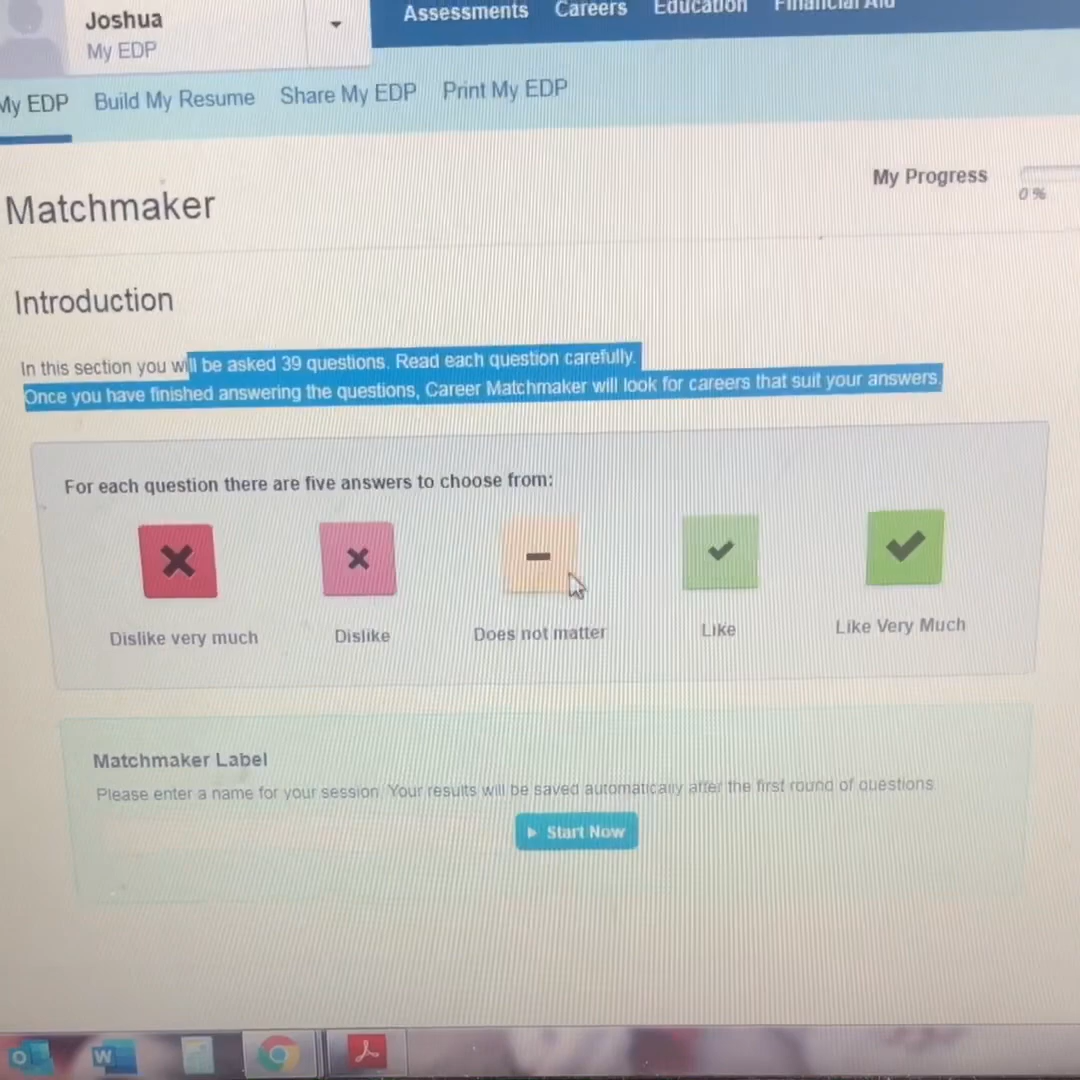 Joshua
My EDP
Assessments Careers Education Financial Aid
My EDP Build My Resume Share My EDP Print My EDP
Matchmaker
My Progress
0 %
Introduction
In this section you will be asked 39 questions. Read each question carefully.
Once you have finished answering the questions, Career Matchmaker will look for careers that suit your answers.
For each question there are five answers to choose from:
Dislike very much Dislike Does not matter Like Like Very Much
Matchmaker Label
Please enter a name for your session. Your results will be saved automatically after the first round of questions.
Start Now